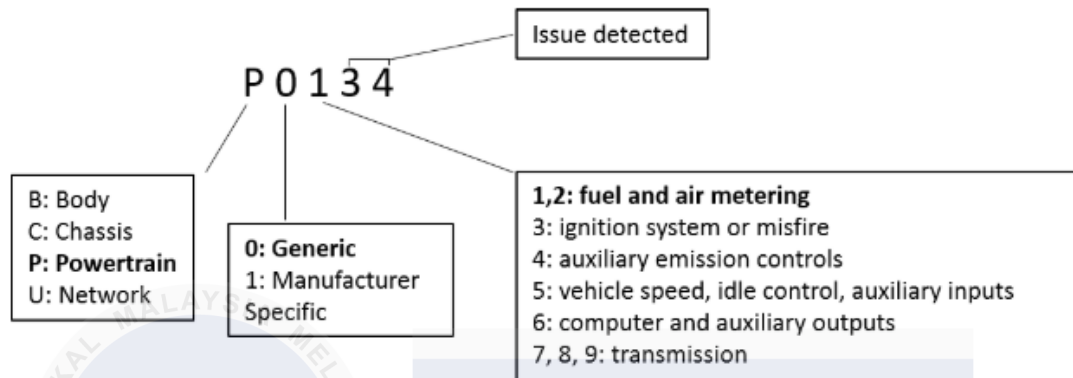 Issue detected
P 0 1 3 4
B: Body
C: Chassis
P: Powertrain
U: Network
0: Generic
1: Manufacturer
Specific
1,2: fuel and air metering
3: ignition system or misfire
4: auxiliary emission controls
5: vehicle speed, idle control, auxiliary inputs
6: computer and auxiliary outputs
7, 8, 9: transmission
MALAYSI